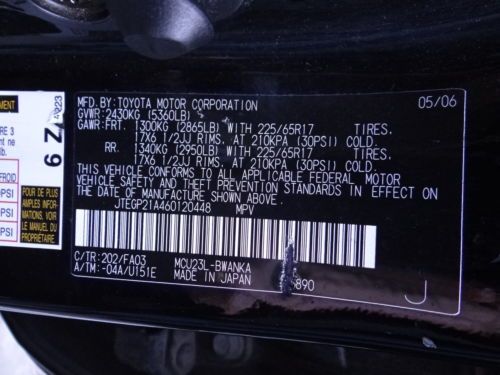 MFD. BY: TOYOTA MOTOR CORPORATION 05/06
GVWR: 2430KG (5360LB)
GAWR: FRT. 1300KG (2865LB) WITH 225/65R17 TIRES.
17X6 1/2JJ RIMS. AT 210KPA (30PSI) COLD.
RR. 1340KG (2950LB) WITH 225/65R17 TIRES.
17X6 1/2JJ RIMS. AT 210KPA (30PSI) COLD.
THIS VEHICLE CONFORMS TO ALL APPLICABLE FEDERAL MOTOR
VEHICLE SAFETY AND THEFT PREVENTION STANDARDS IN EFFECT ON
THE DATE OF MANUFACTURE SHOWN ABOVE.
JTEGP21A460120448 MPV
C/TR: 202/FA03 MCU23L-BWANKA
A/TM: -04A/U151E MADE IN JAPAN 890
J
POUR DE PLUS
AMPLES INFOR-
MATIONS,
VOIR LE
MANUEL DU
PROPRIÉTAIRE.